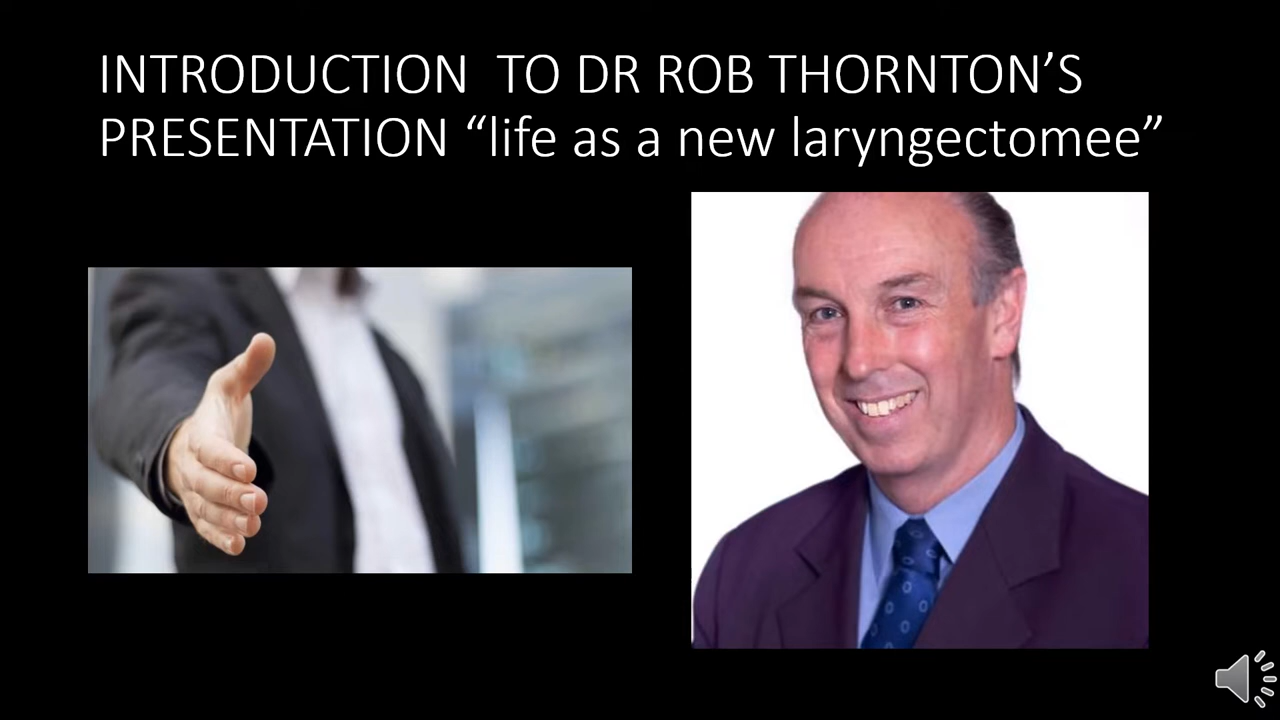 INTRODUCTION  TO DR ROB THORNTON’S
PRESENTATION “life as a new laryngectomee”